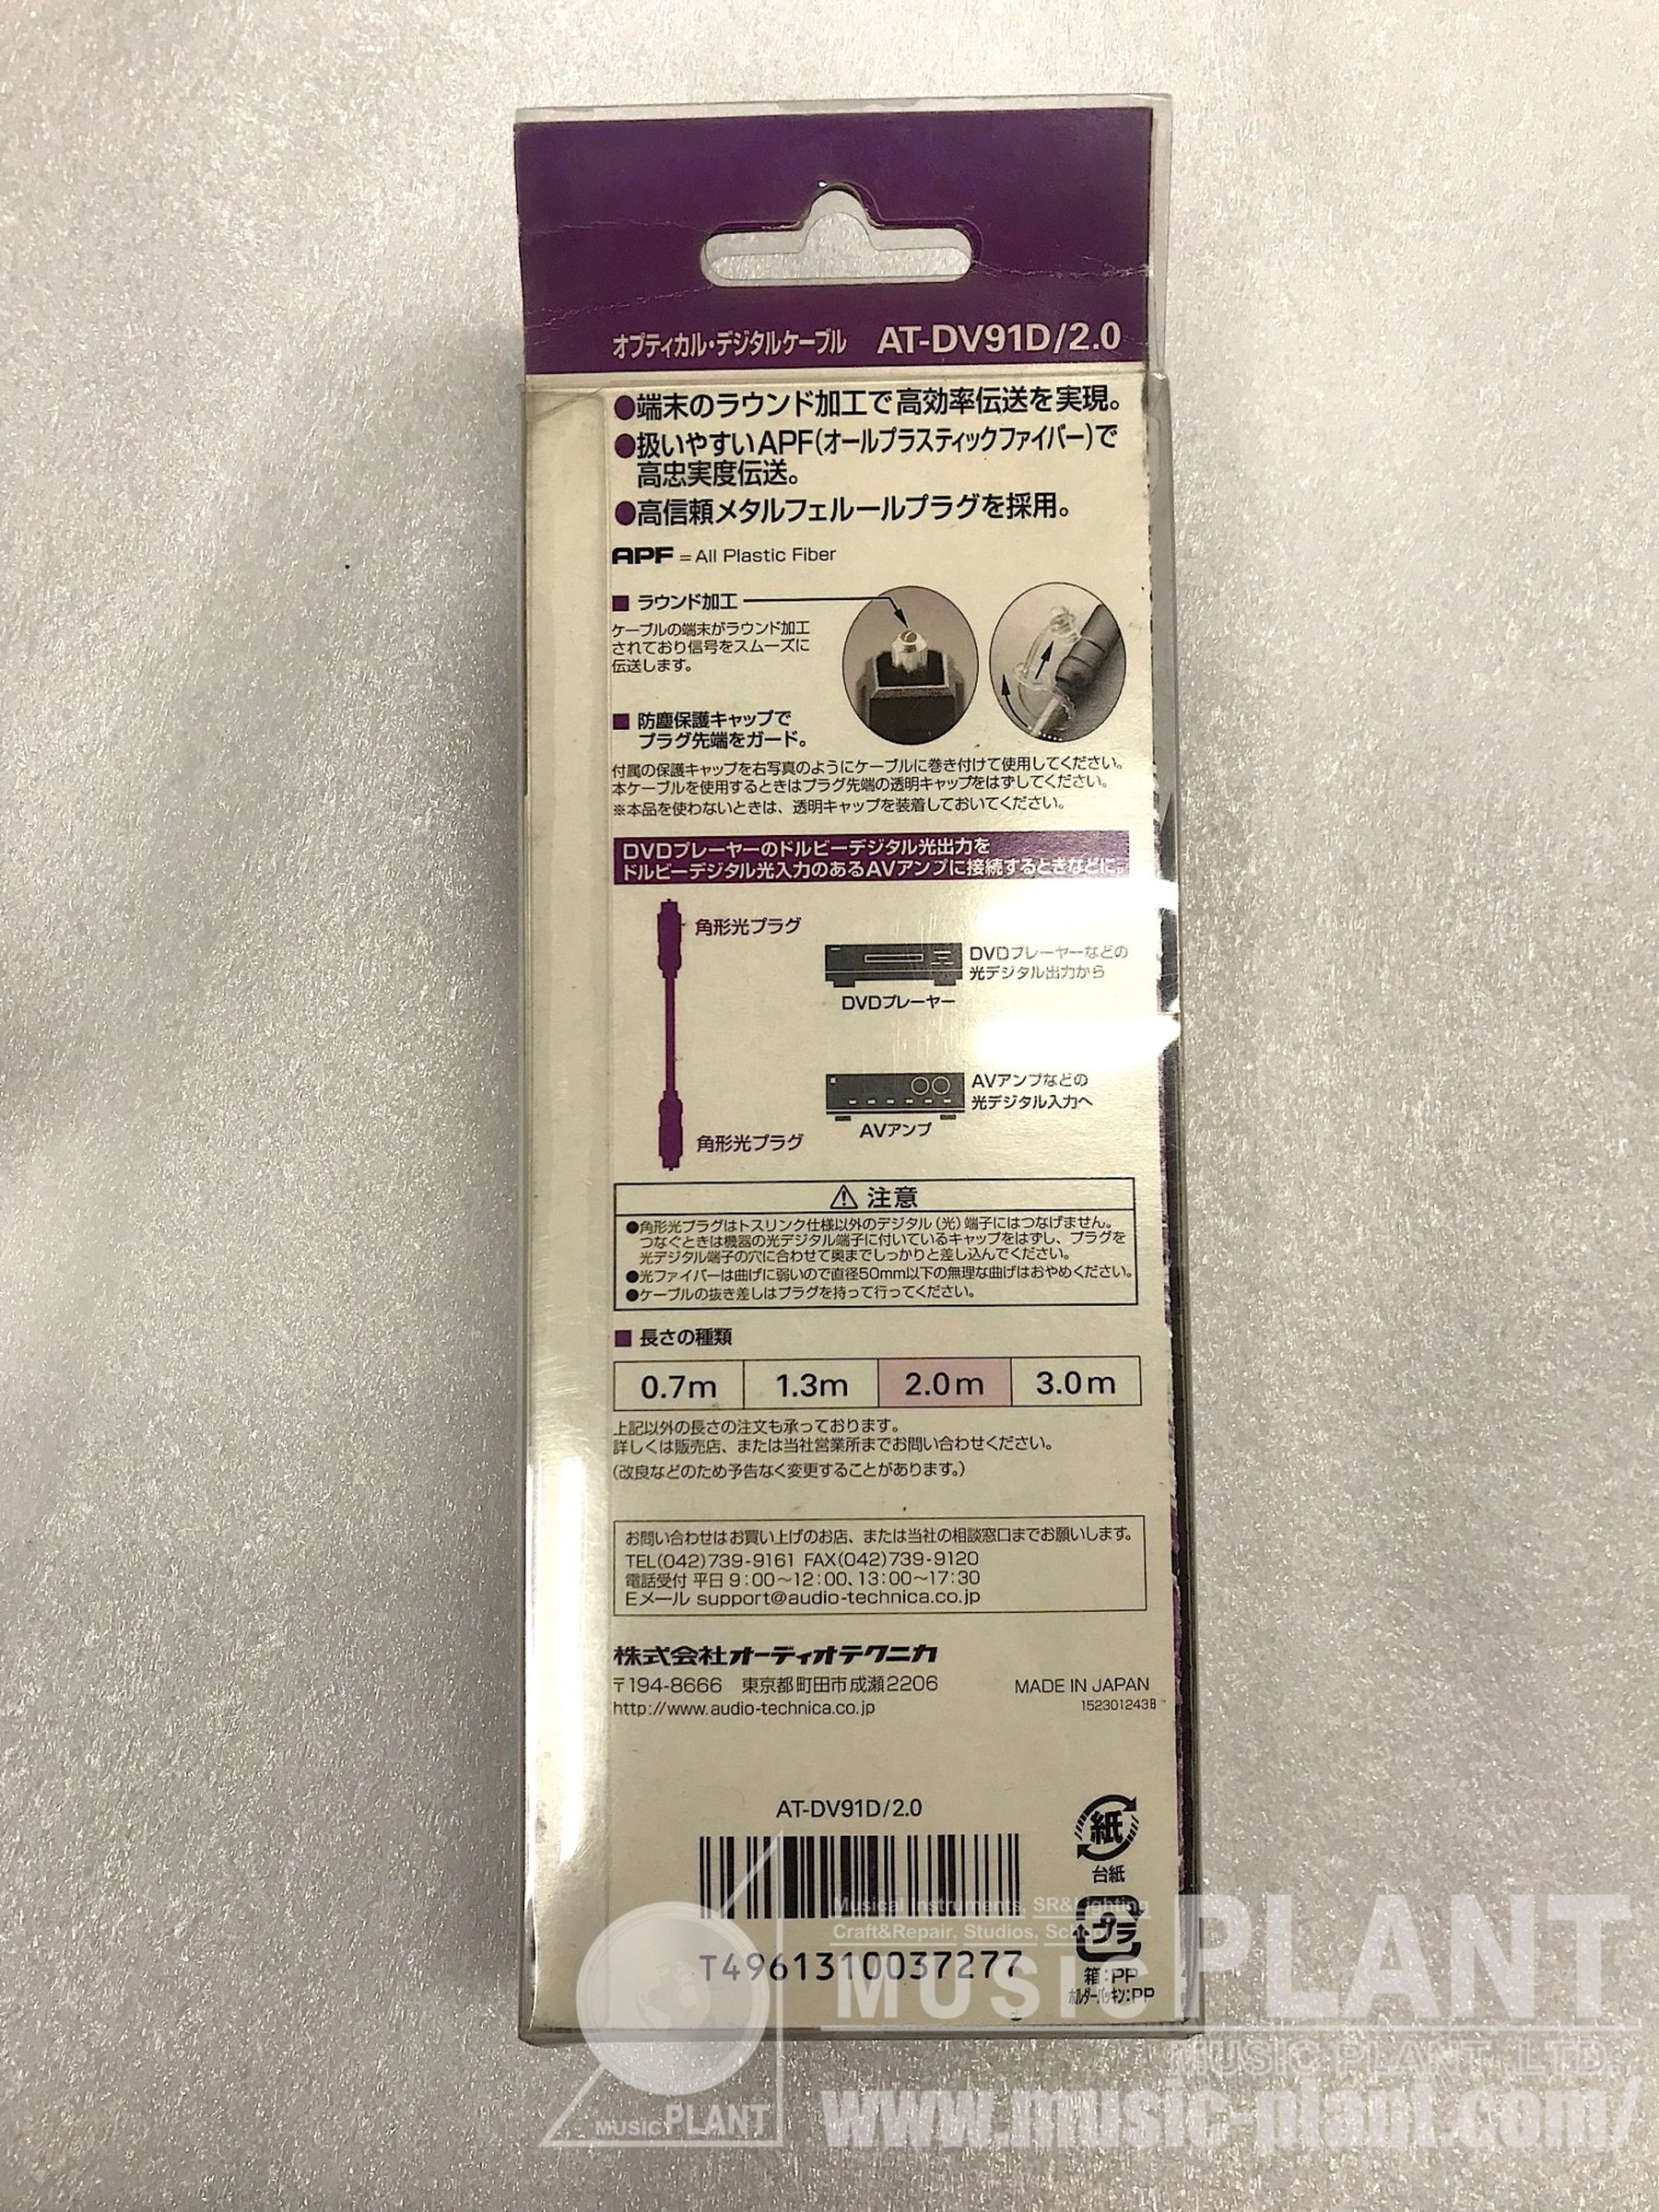 オプティカル・デジタルケーブル AT-DV91D/2.0
●端末のラウンド加工で高効率伝送を実現。
●扱いやすいAPF(オールプラスティックファイバー)で
高忠実度伝送。
●高信頼メタルフェルールプラグを採用。
APF =All Plastic Fiber
■ ラウンド加工
ケーブルの端末がラウンド加工
されており信号をスムーズに
伝送します。
■ 防塵保護キャップで
プラグ先端をガード。
付属の保護キャップを右写真のようにケーブルに巻き付けて使用してください。
本ケーブルを使用するときはプラグ先端の透明キャップをはずしてください。
※本品を使わないときは、透明キャップを装着しておいてください。
DVDプレーヤーのドルビーデジタル光出力を
ドルビーデジタル光入力のあるAVアンプに接続するときなどに。
角形光プラグ
DVDプレーヤーなどの
光デジタル出力から
DVDプレーヤー
AVアンプなどの
光デジタル入力へ
AVアンプ
角形光プラグ
⚠ 注意
●角形光プラグはトスリンク仕様以外のデジタル(光)端子にはつなげません。
つなぐときは機器の光デジタル端子に付いているキャップをはずし、プラグを
光デジタル端子の穴に合わせて奥までしっかりと差し込んでください。
●光ファイバーは曲げに弱いので直径50mm以下の無理な曲げはおやめください。
●ケーブルの抜き差しはプラグを持って行ってください。
■ 長さの種類
0.7m 1.3m 2.0m 3.0m
上記以外の長さの注文も承っております。
詳しくは販売店、または当社営業所までお問い合わせください。
(改良などのため予告なく変更することがあります。)
お問い合わせはお買い上げのお店、または当社の相談窓口までお願いします。
TEL(042)739-9161 FAX(042)739-9120
電話受付 平日 9:00〜12:00、13:00〜17:30
Eメール support@audio-technica.co.jp
株式会社オーディオテクニカ
〒194-8666 東京都町田市成瀬2206
http://www.audio-technica.co.jp
MADE IN JAPAN
152301243B
AT-DV91D/2.0
T4961310037277
紙
台紙
プラ
箱:PP
ホルダーパッキン:PP
Musical Instruments, SR&Lighting
Craft&Repair, Studios, School
MUSIC PLANT
MUSIC PLANT ,LTD.
MUSIC PLANT
www.music-plant.com/